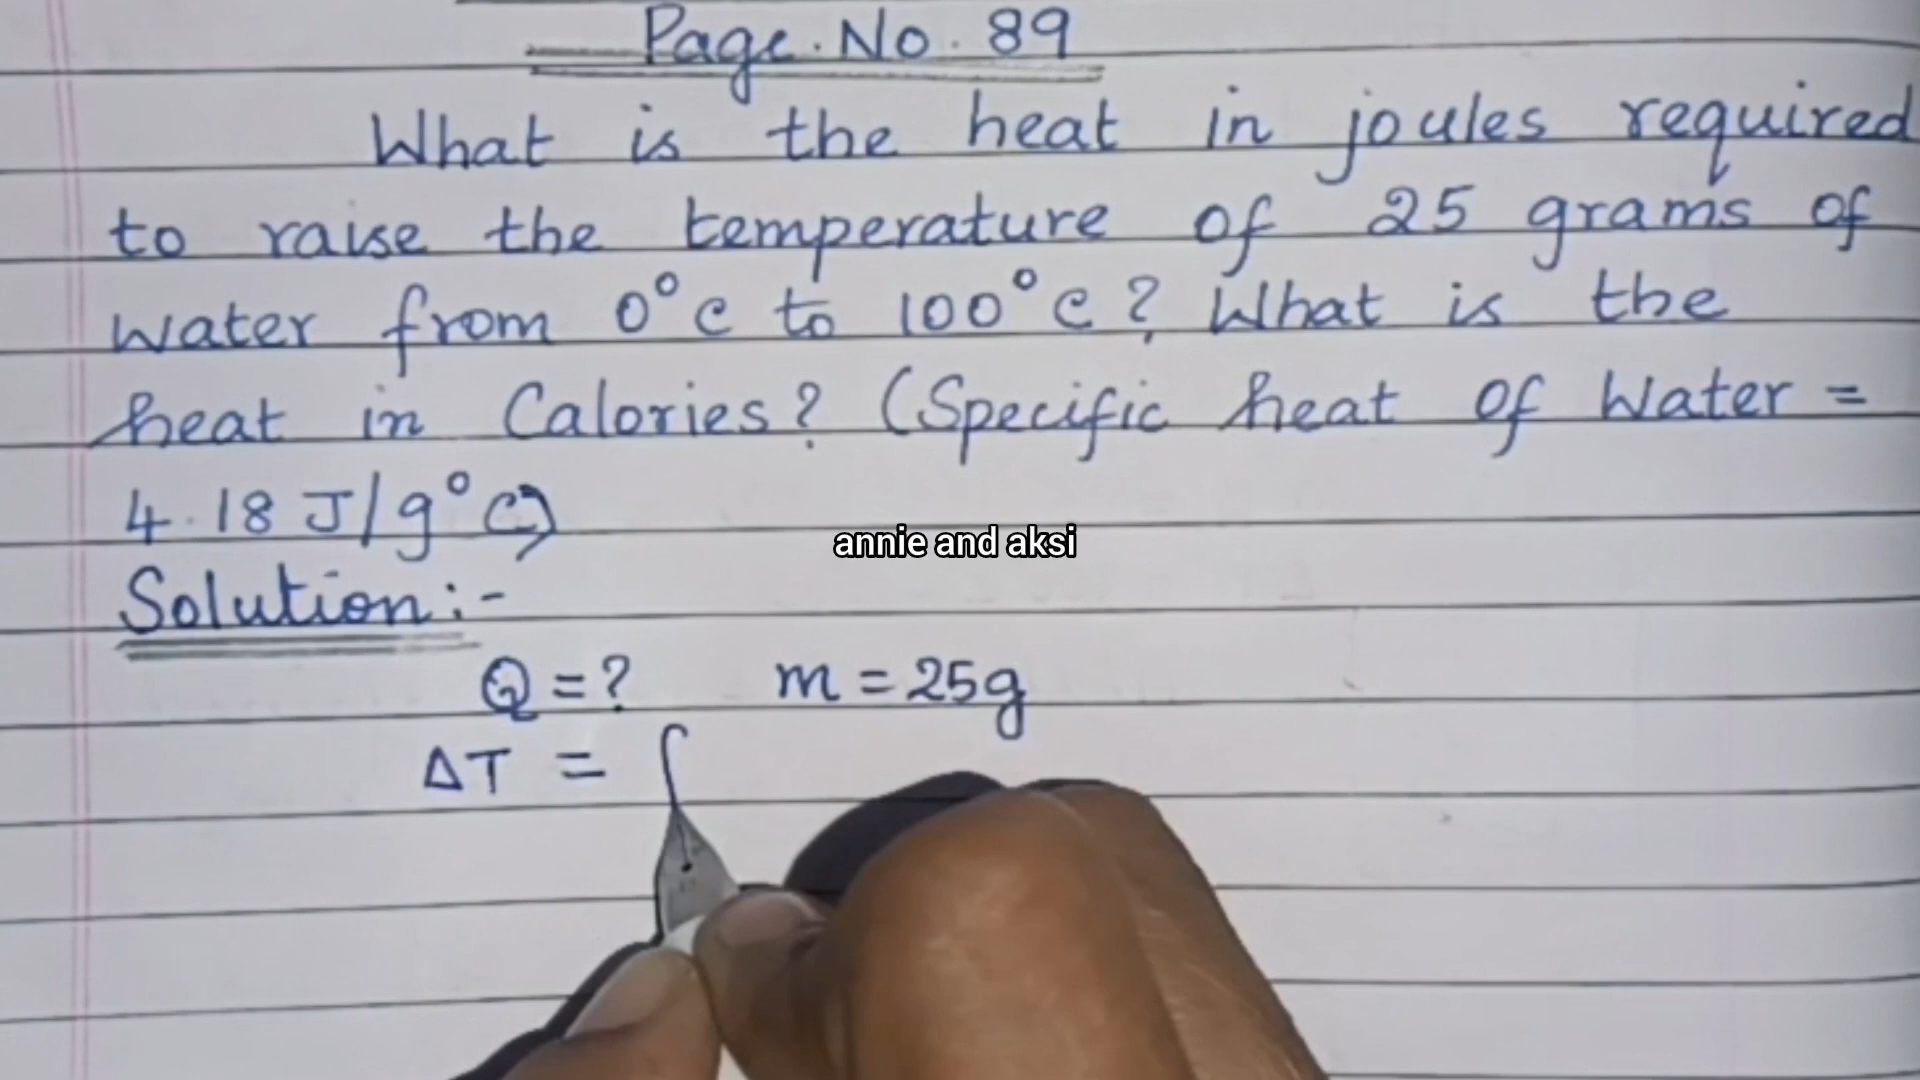 Page. No. 89
What is the heat in joules required
to raise the temperature of 25 grams of
water from 0°C to 100°C? What is the
heat in Calories? (Specific heat of Water =
4.18 J/g°C)
annie and aksi
Solution:-
Q = ? m = 25g
ΔT =